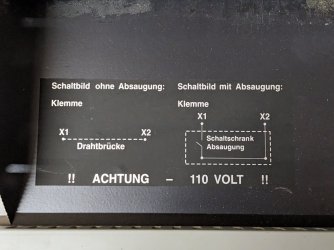 Schaltbild ohne Absaugung:
Klemme
X1 X2
Drahtbrücke
Schaltbild mit Absaugung:
Klemme
X1 X2
Schaltschrank
Absaugung
!! ACHTUNG – 110 VOLT !!